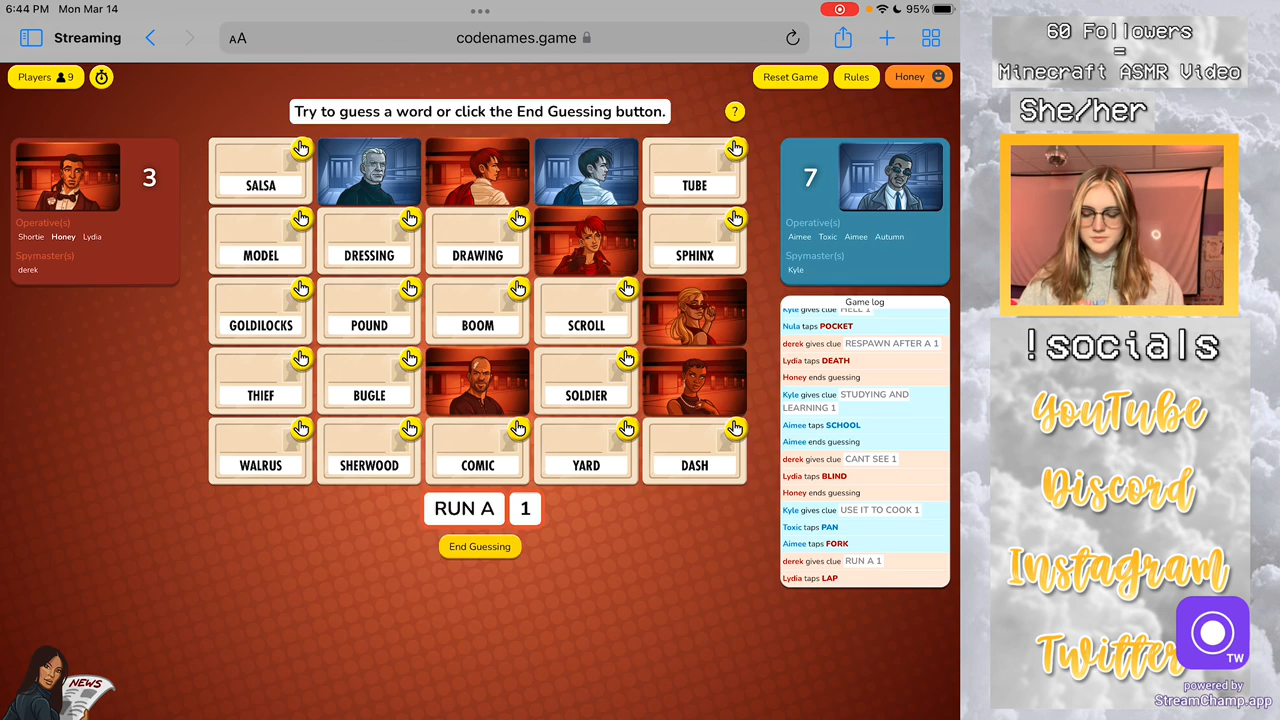 6:44 PM Mon Mar 14
95%
Streaming
AA
codenames.game
Players 9
Reset Game
Rules
Honey
Try to guess a word or click the End Guessing button.
?
3
Operative(s)
Shortie Honey Lydia
Spymaster(s)
derek
SALSA
TUBE
MODEL
DRESSING
DRAWING
SPHINX
GOLDILOCKS
POUND
BOOM
SCROLL
THIEF
BUGLE
SOLDIER
WALRUS
SHERWOOD
COMIC
YARD
DASH
RUN A
1
End Guessing
NEWS
7
Operative(s)
Aimee Toxic Aimee Autumn
Spymaster(s)
Kyle
Game log
Kyle gives clue HELL 1
Nula taps POCKET
derek gives clue RESPAWN AFTER A 1
Lydia taps DEATH
Honey ends guessing
Kyle gives clue STUDYING AND
LEARNING 1
Aimee taps SCHOOL
Aimee ends guessing
derek gives clue CANT SEE 1
Lydia taps BLIND
Honey ends guessing
Kyle gives clue USE IT TO COOK 1
Toxic taps PAN
Aimee taps FORK
derek gives clue RUN A 1
Lydia taps LAP
60 Followers
=
Minecraft ASMR Video
She/her
!socials
YouTube
Discord
Instagram
Twitter
TW
powered by
StreamChamp.app